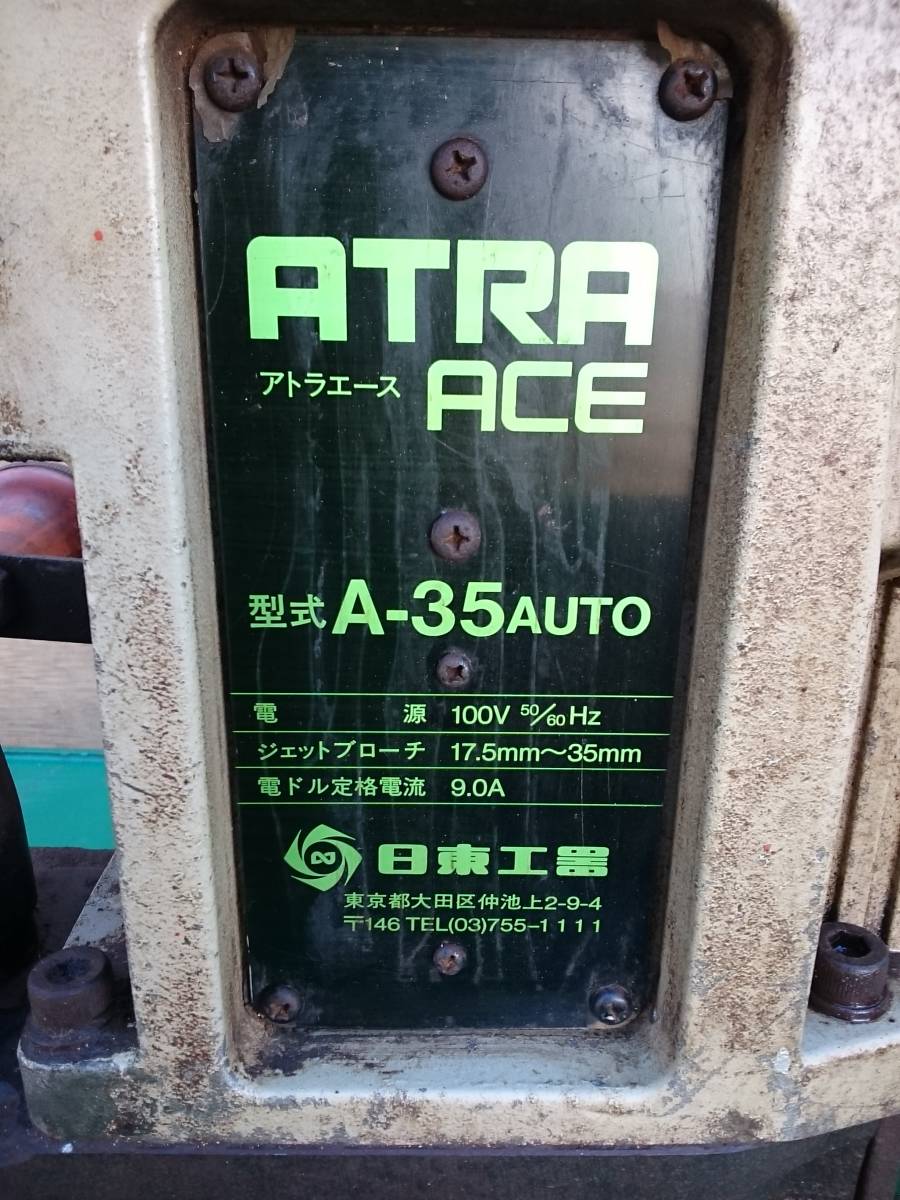 ATRA
アトラエース ACE
型式 A-35AUTO
電源 100V 50/60Hz
ジェットブローチ 17.5mm〜35mm
電ドル定格電流 9.0A
日東工器
東京都大田区仲池上2-9-4
〒146 TEL(03)755-1111